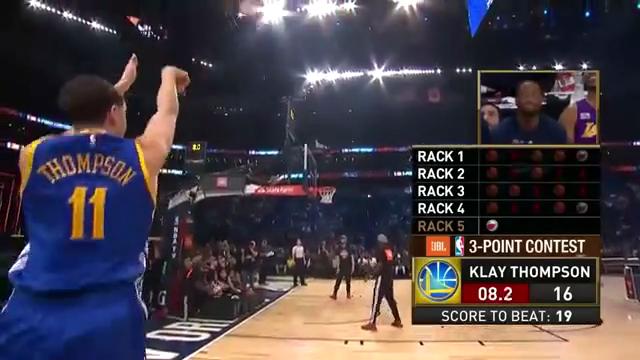 THOMPSON
11
RACK 1
RACK 2
RACK 3
RACK 4
RACK 5
JBL 3-POINT CONTEST
KLAY THOMPSON
08.2 16
SCORE TO BEAT: 19